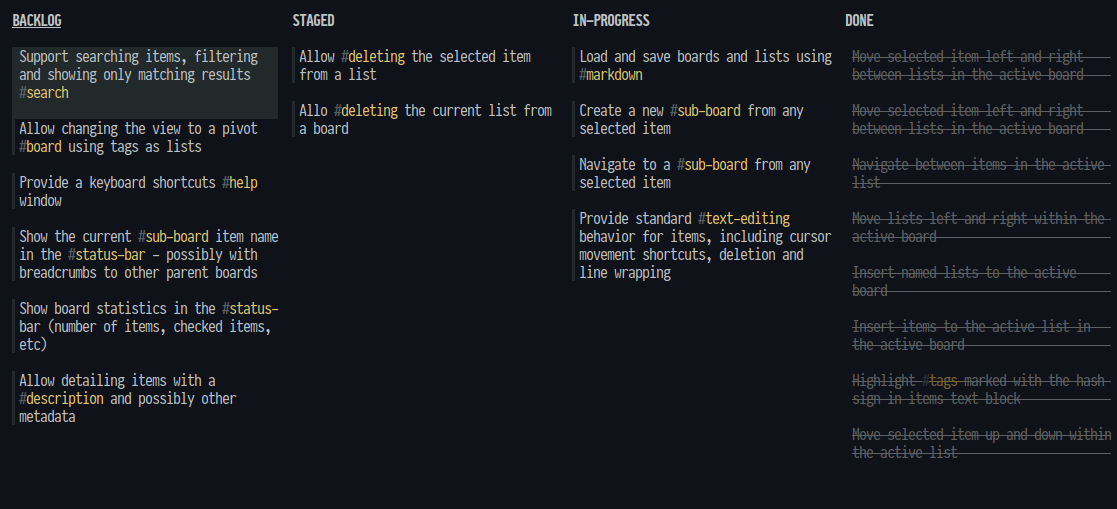 BACKLOG
Support searching items, filtering
and showing only matching results
#search
Allow changing the view to a pivot
#board using tags as lists
Provide a keyboard shortcuts #help
window
Show the current #sub-board item name
in the #status-bar - possibly with
breadcrumbs to other parent boards
Show board statistics in the #status-
bar (number of items, checked items,
etc)
Allow detailing items with a
#description and possibly other
metadata
STAGED
Allow #deleting the selected item
from a list
Allo #deleting the current list from
a board
IN-PROGRESS
Load and save boards and lists using
#markdown
Create a new #sub-board from any
selected item
Navigate to a #sub-board from any
selected item
Provide standard #text-editing
behavior for items, including cursor
movement shortcuts, deletion and
line wrapping
DONE
Move selected item left and right
between lists in the active board
Move selected item left and right
between lists in the active board
Navigate between items in the active
list
Move lists left and right within the
active board
Insert named lists to the active
board
Insert items to the active list in
the active board
Highlight #tags marked with the hash
sign in items text block
Move selected item up and down within
the active list